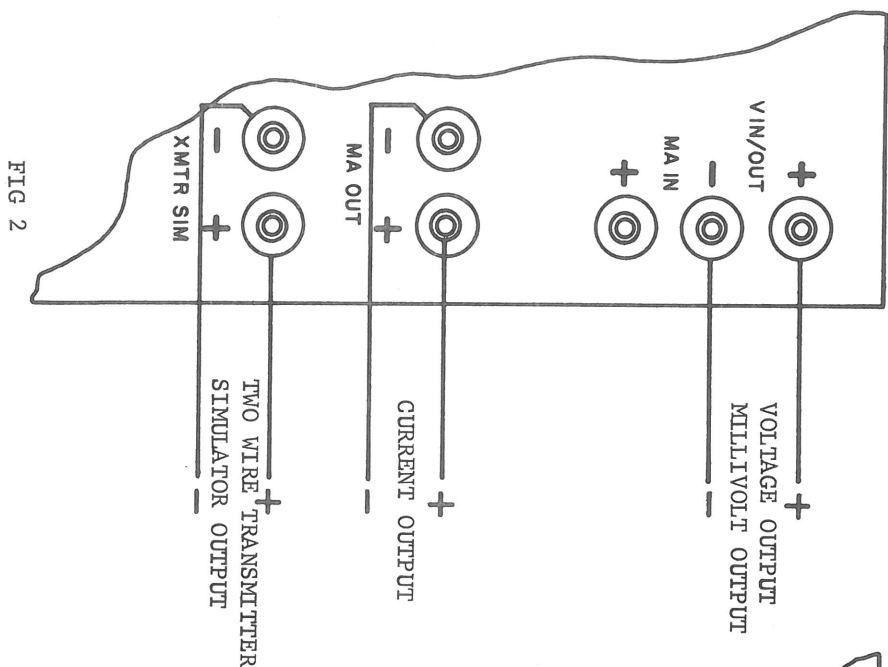 V IN/OUT
+
-
MA IN
+
VOLTAGE OUTPUT
MILLIVOLT OUTPUT
+
-
MA OUT
-
+
CURRENT OUTPUT
+
-
XMTR SIM
-
+
TWO WIRE TRANSMITTER
SIMULATOR OUTPUT
+
-
FIG 2